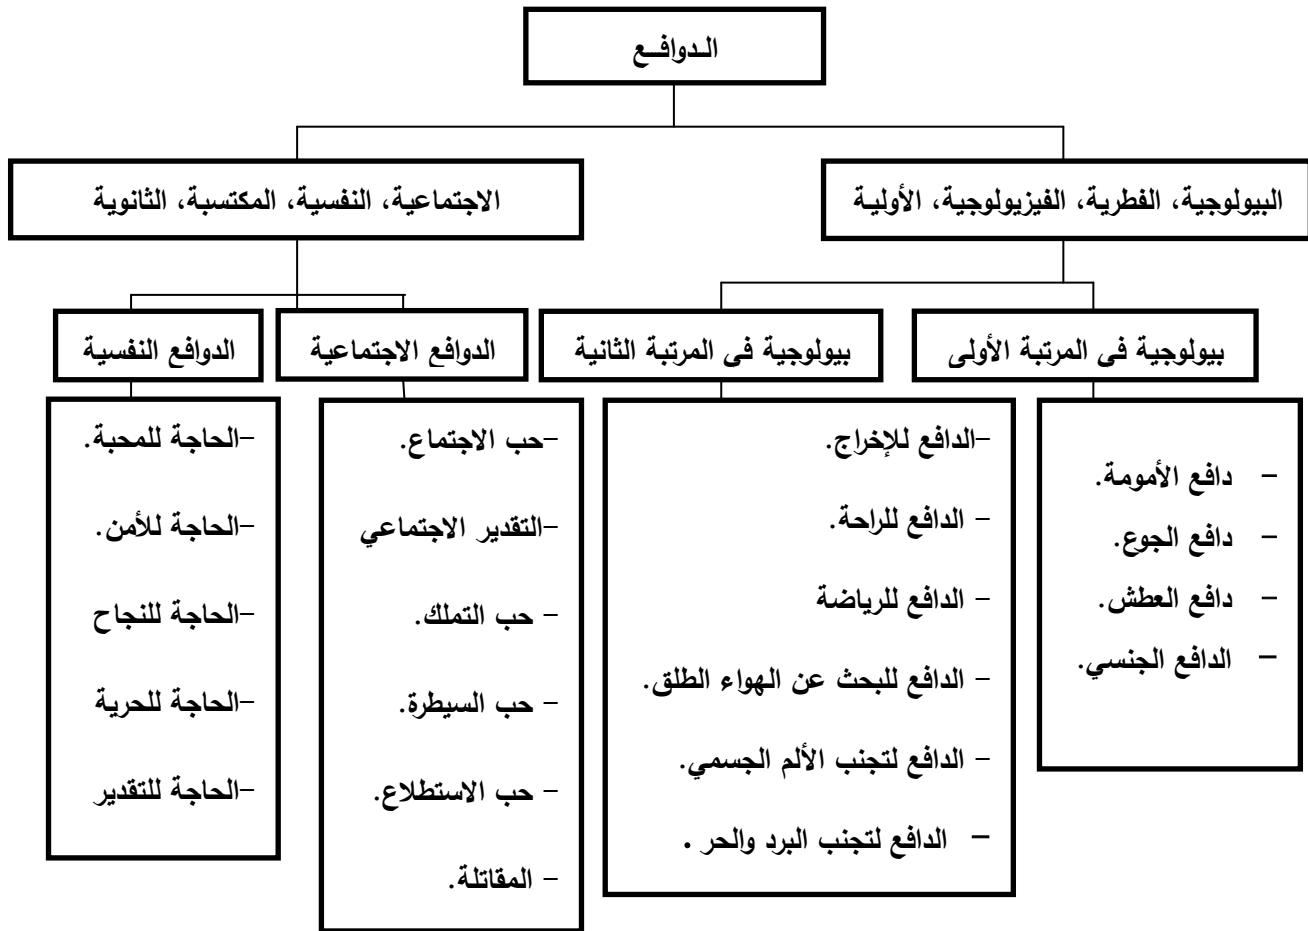 الـدوافــع
البيولوجية، الفطرية، الفيزيولوجية، الأولية
الاجتماعية، النفسية، المكتسبة، الثانوية
بيولوجية في المرتبة الأولى
بيولوجية في المرتبة الثانية
الدوافع الاجتماعية
الدوافع النفسية
– دافع الأمومة.
– دافع الجوع.
– دافع العطش.
– الدافع الجنسي.
–الدافع للإخراج.
– الدافع للراحة.
– الدافع للرياضة
– الدافع للبحث عن الهواء الطلق.
– الدافع لتجنب الألم الجسمي.
– الدافع لتجنب البرد والحر .
–حب الاجتماع.
–التقدير الاجتماعي
– حب التملك.
– حب السيطرة.
– حب الاستطلاع.
– المقاتلة.
–الحاجة للمحبة.
–الحاجة للأمن.
–الحاجة للنجاح
–الحاجة للحرية
–الحاجة للتقدير